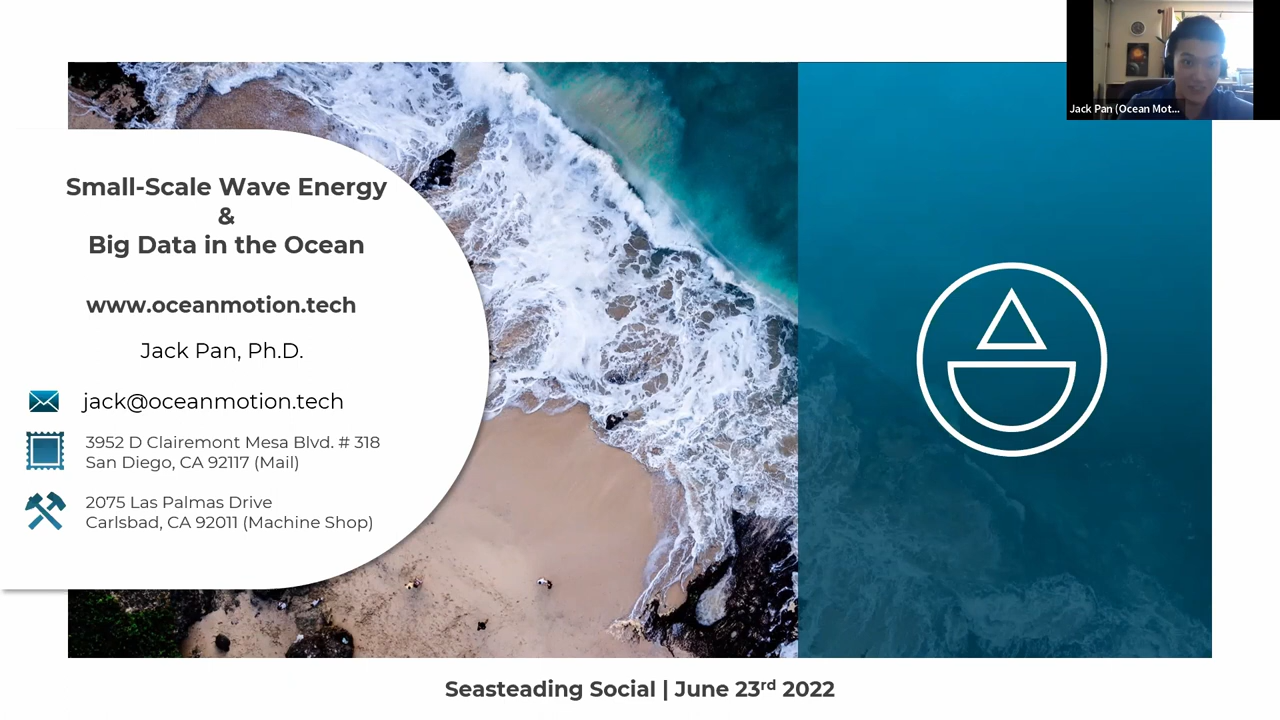 Jack Pan (Ocean Mot...
Small-Scale Wave Energy
&
Big Data in the Ocean
www.oceanmotion.tech
Jack Pan, Ph.D.
jack@oceanmotion.tech
3952 D Clairemont Mesa Blvd. # 318
San Diego, CA 92117 (Mail)
2075 Las Palmas Drive
Carlsbad, CA 92011 (Machine Shop)
Seasteading Social | June 23rd 2022